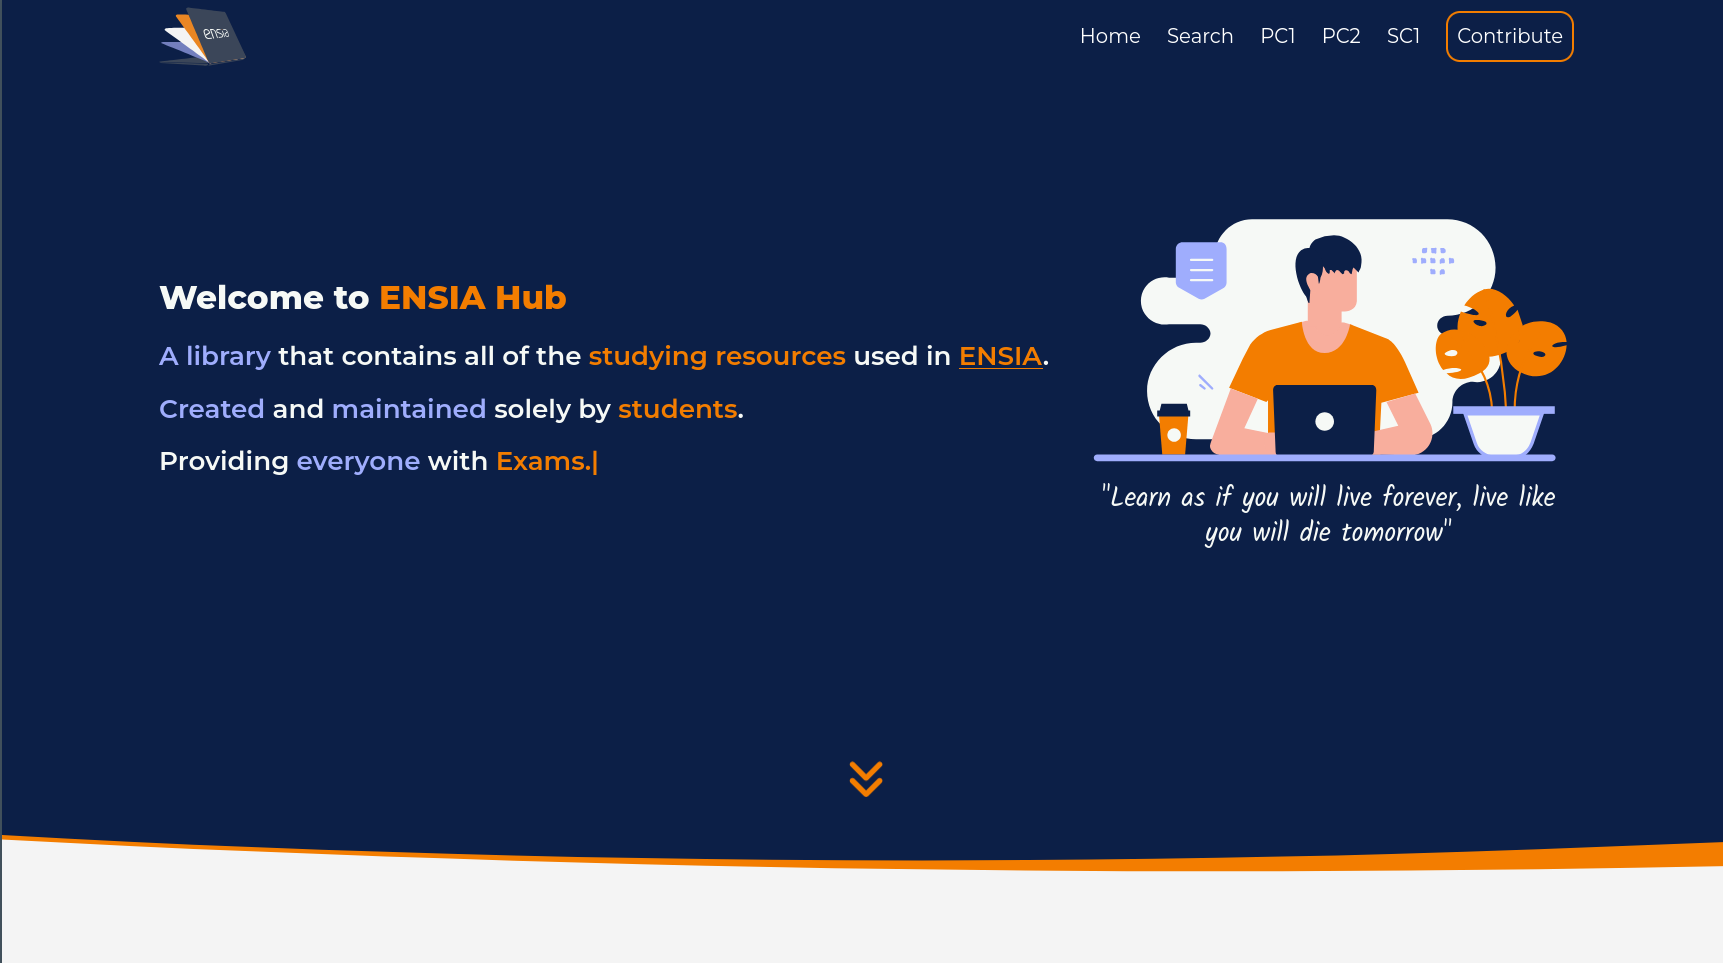 ensia
Home Search PC1 PC2 SC1 Contribute
Welcome to ENSIA Hub
A library that contains all of the studying resources used in ENSIA.
Created and maintained solely by students.
Providing everyone with Exams.|
"Learn as if you will live forever, live like
you will die tomorrow"